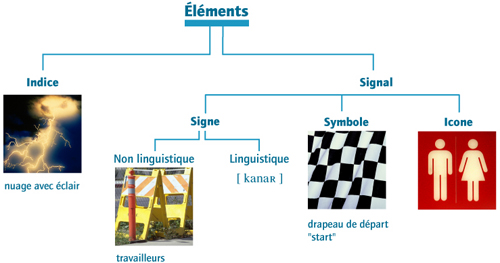 Éléments
Indice
Signal
Signe
Symbole
Icone
Non linguistique
Linguistique
[ kanaʀ ]
nuage avec éclair
drapeau de départ
"start"
travailleurs